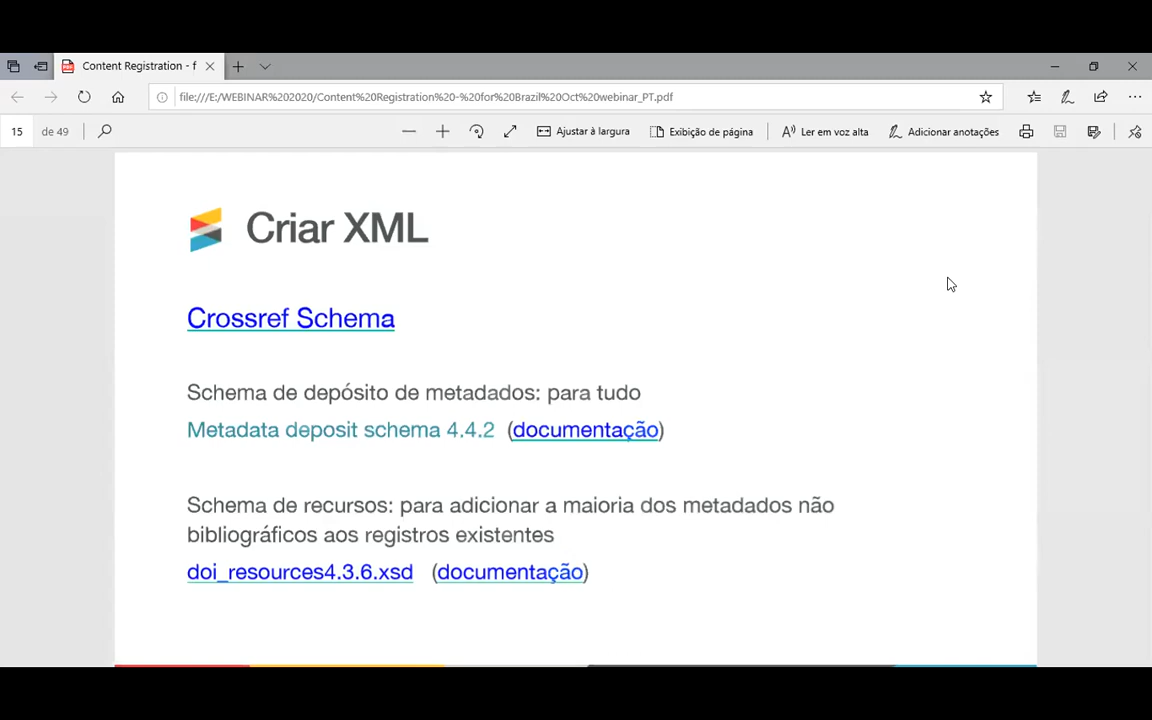 Content Registration - f
file:///E:/WEBINAR%202020/Content%20Registration%20-%20for%20Brazil%20Oct%20webinar_PT.pdf
15 de 49 Ajustar à largura Exibição de página Ler em voz alta Adicionar anotações
Criar XML
Crossref Schema
Schema de depósito de metadados: para tudo
Metadata deposit schema 4.4.2 (documentação)
Schema de recursos: para adicionar a maioria dos metadados não
bibliográficos aos registros existentes
doi_resources4.3.6.xsd (documentação)